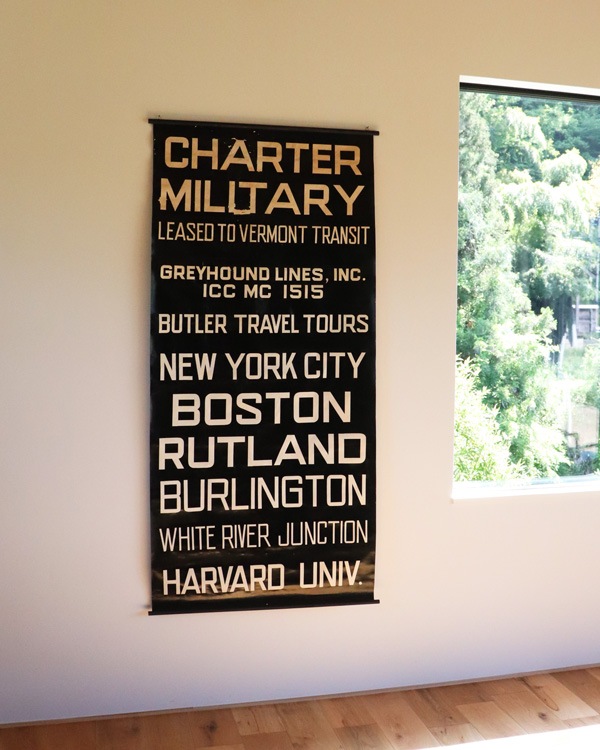 CHARTER
MILITARY
LEASED TO VERMONT TRANSIT
GREYHOUND LINES, INC.
ICC MC 1515
BUTLER TRAVEL TOURS
NEW YORK CITY
BOSTON
RUTLAND
BURLINGTON
WHITE RIVER JUNCTION
HARVARD UNIV.